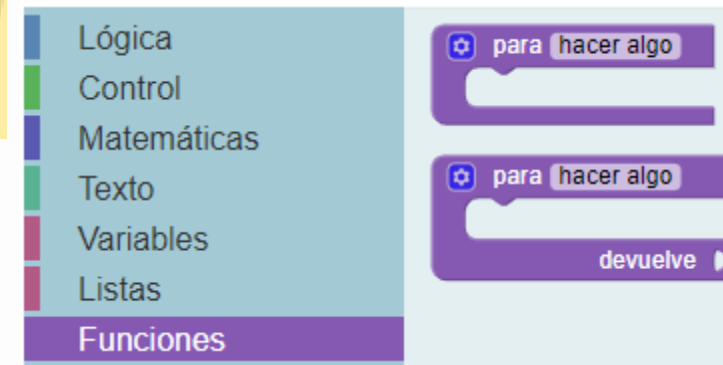 Lógica
Control
Matemáticas
Texto
Variables
Listas
Funciones
para hacer algo
para hacer algo
devuelve